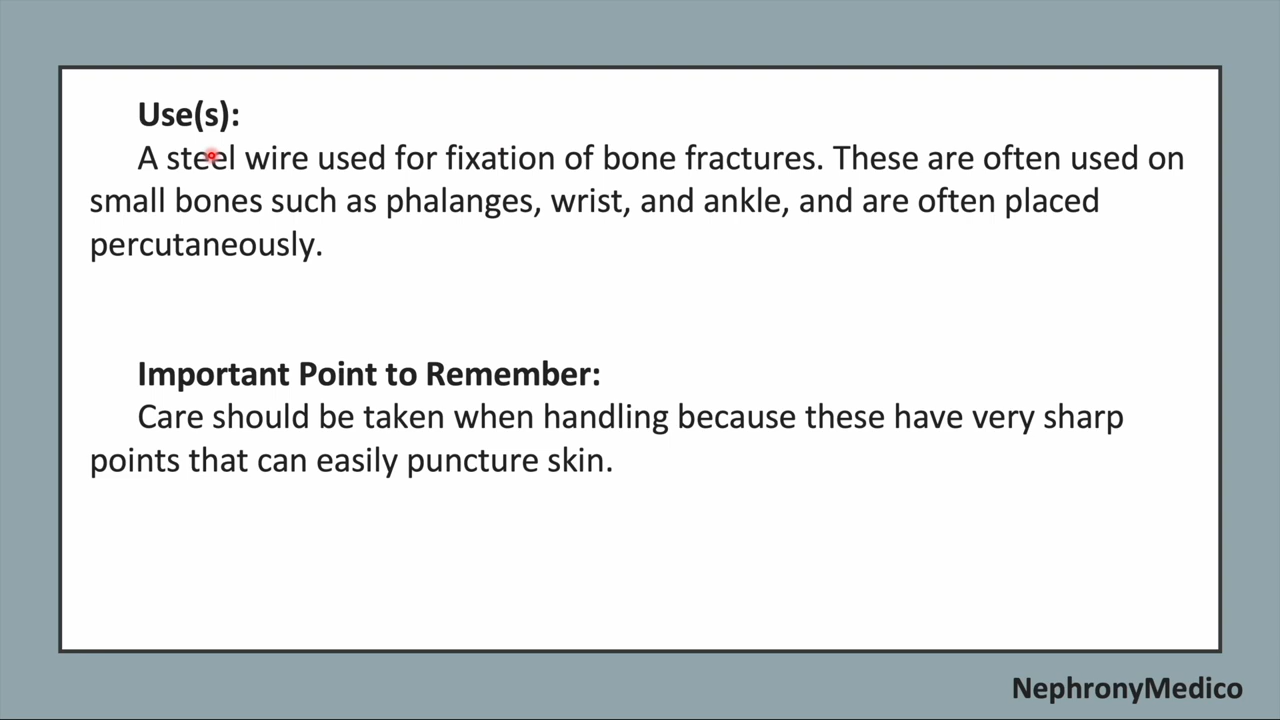 Use(s):
A steel wire used for fixation of bone fractures. These are often used on
small bones such as phalanges, wrist, and ankle, and are often placed
percutaneously.
Important Point to Remember:
Care should be taken when handling because these have very sharp
points that can easily puncture skin.
NephronyMedico